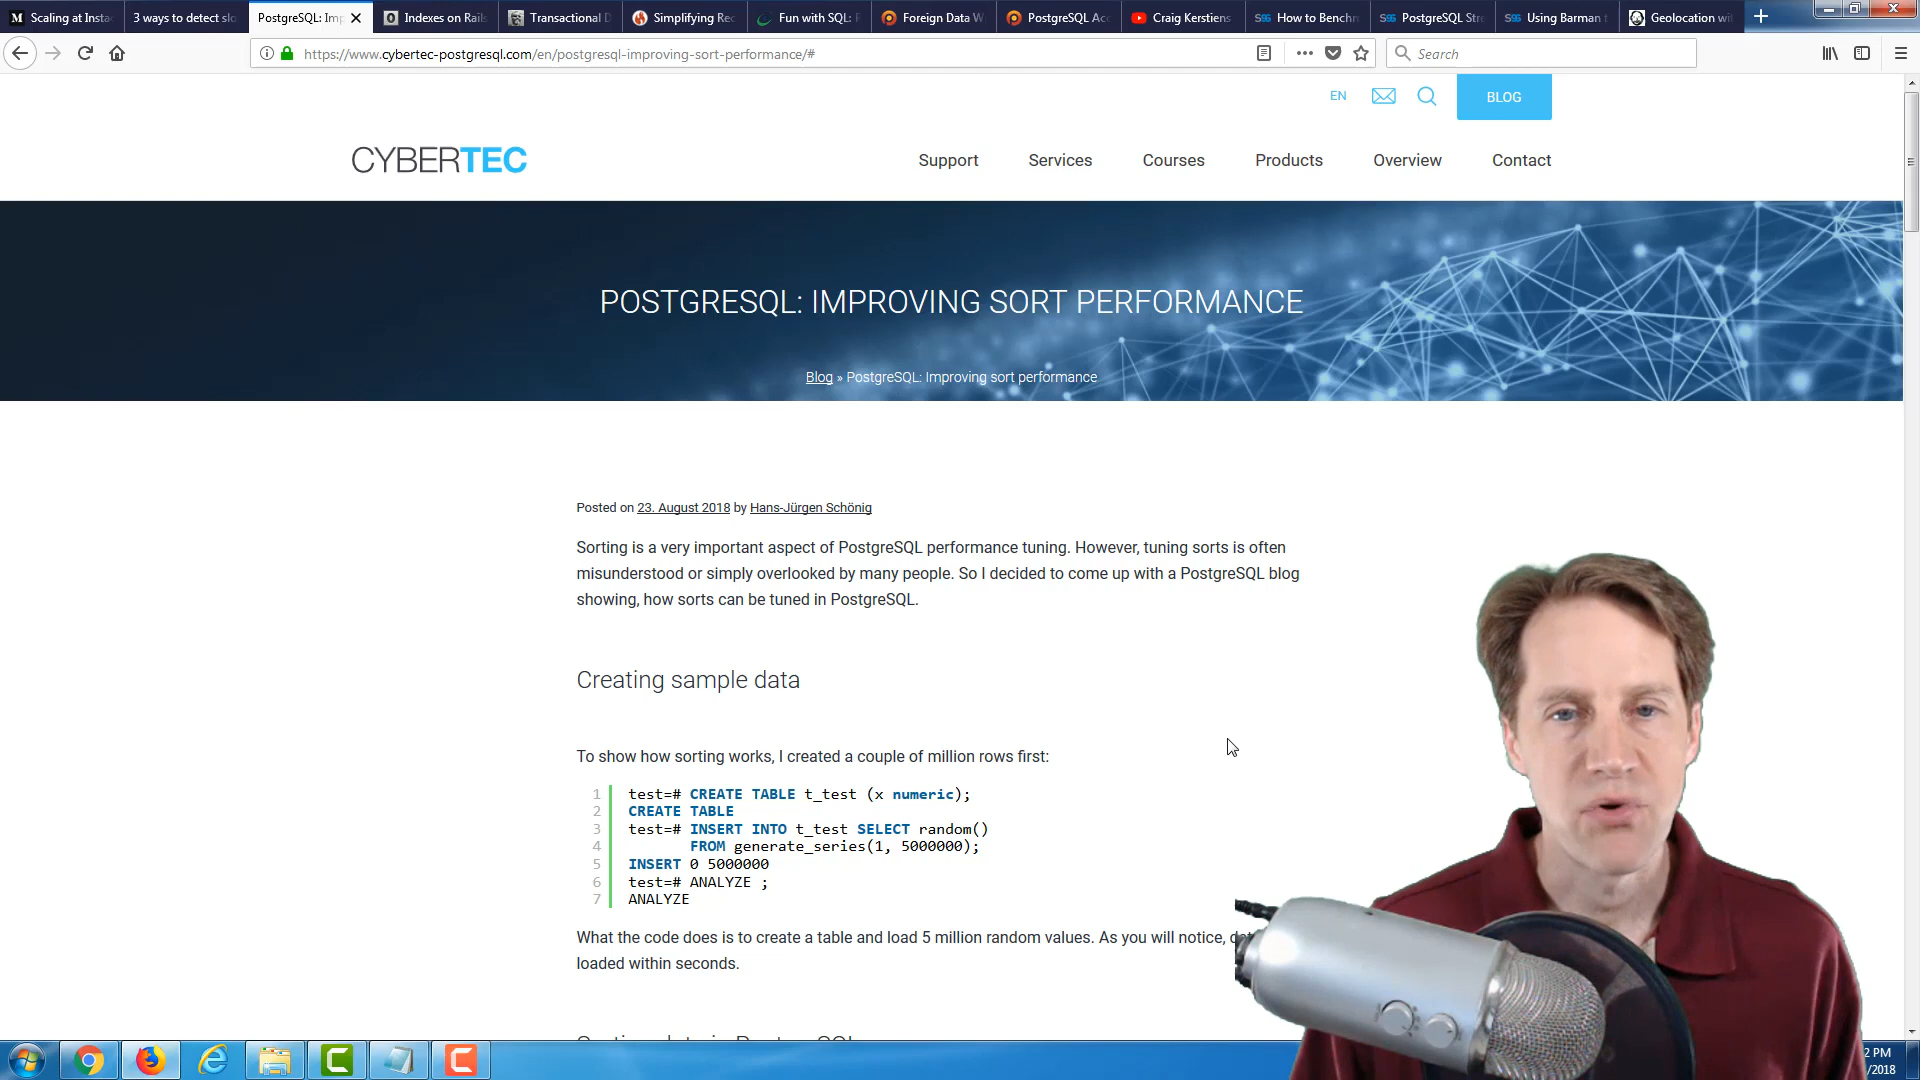 Scaling at Insta
3 ways to detect slo
PostgreSQL: Imp
Indexes on Rails
Transactional D
Simplifying Rec
Fun with SQL: 
Foreign Data W
PostgreSQL Acc
Craig Kerstiens
How to Benchm
PostgreSQL Stre
Using Barman t
Geolocation wit
https://www.cybertec-postgresql.com/en/postgresql-improving-sort-performance/#
Search
EN
BLOG
CYBERTEC
Support
Services
Courses
Products
Overview
Contact
POSTGRESQL: IMPROVING SORT PERFORMANCE
Blog » PostgreSQL: Improving sort performance
Posted on 23. August 2018 by Hans-Jürgen Schönig
Sorting is a very important aspect of PostgreSQL performance tuning. However, tuning sorts is often
misunderstood or simply overlooked by many people. So I decided to come up with a PostgreSQL blog
showing, how sorts can be tuned in PostgreSQL.
Creating sample data
To show how sorting works, I created a couple of million rows first:
1 test=# CREATE TABLE t_test (x numeric);
2 CREATE TABLE
3 test=# INSERT INTO t_test SELECT random()
4 FROM generate_series(1, 5000000);
5 INSERT 0 5000000
6 test=# ANALYZE ;
7 ANALYZE
What the code does is to create a table and load 5 million random values. As you will notice,
loaded within seconds.
2 PM
/2018